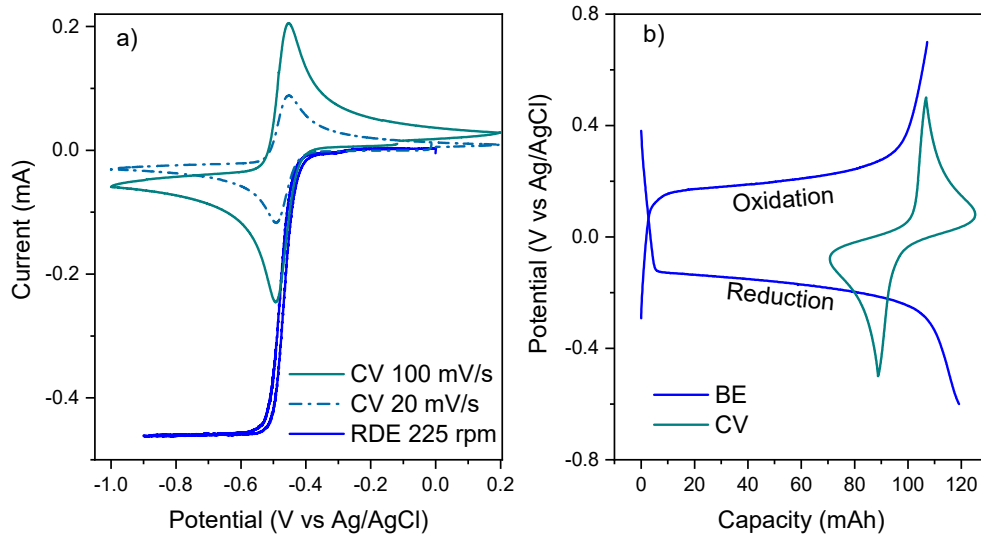 a)
0.2
0.0
-0.2
-0.4
Current (mA)
CV 100 mV/s
CV 20 mV/s
RDE 225 rpm
-1.0 -0.8 -0.6 -0.4 -0.2 0.0 0.2
Potential (V vs Ag/AgCl)
b)
0.8
0.4
0.0
-0.4
-0.8
Potential (V vs Ag/AgCl)
Oxidation
Reduction
BE
CV
0 20 40 60 80 100 120
Capacity (mAh)